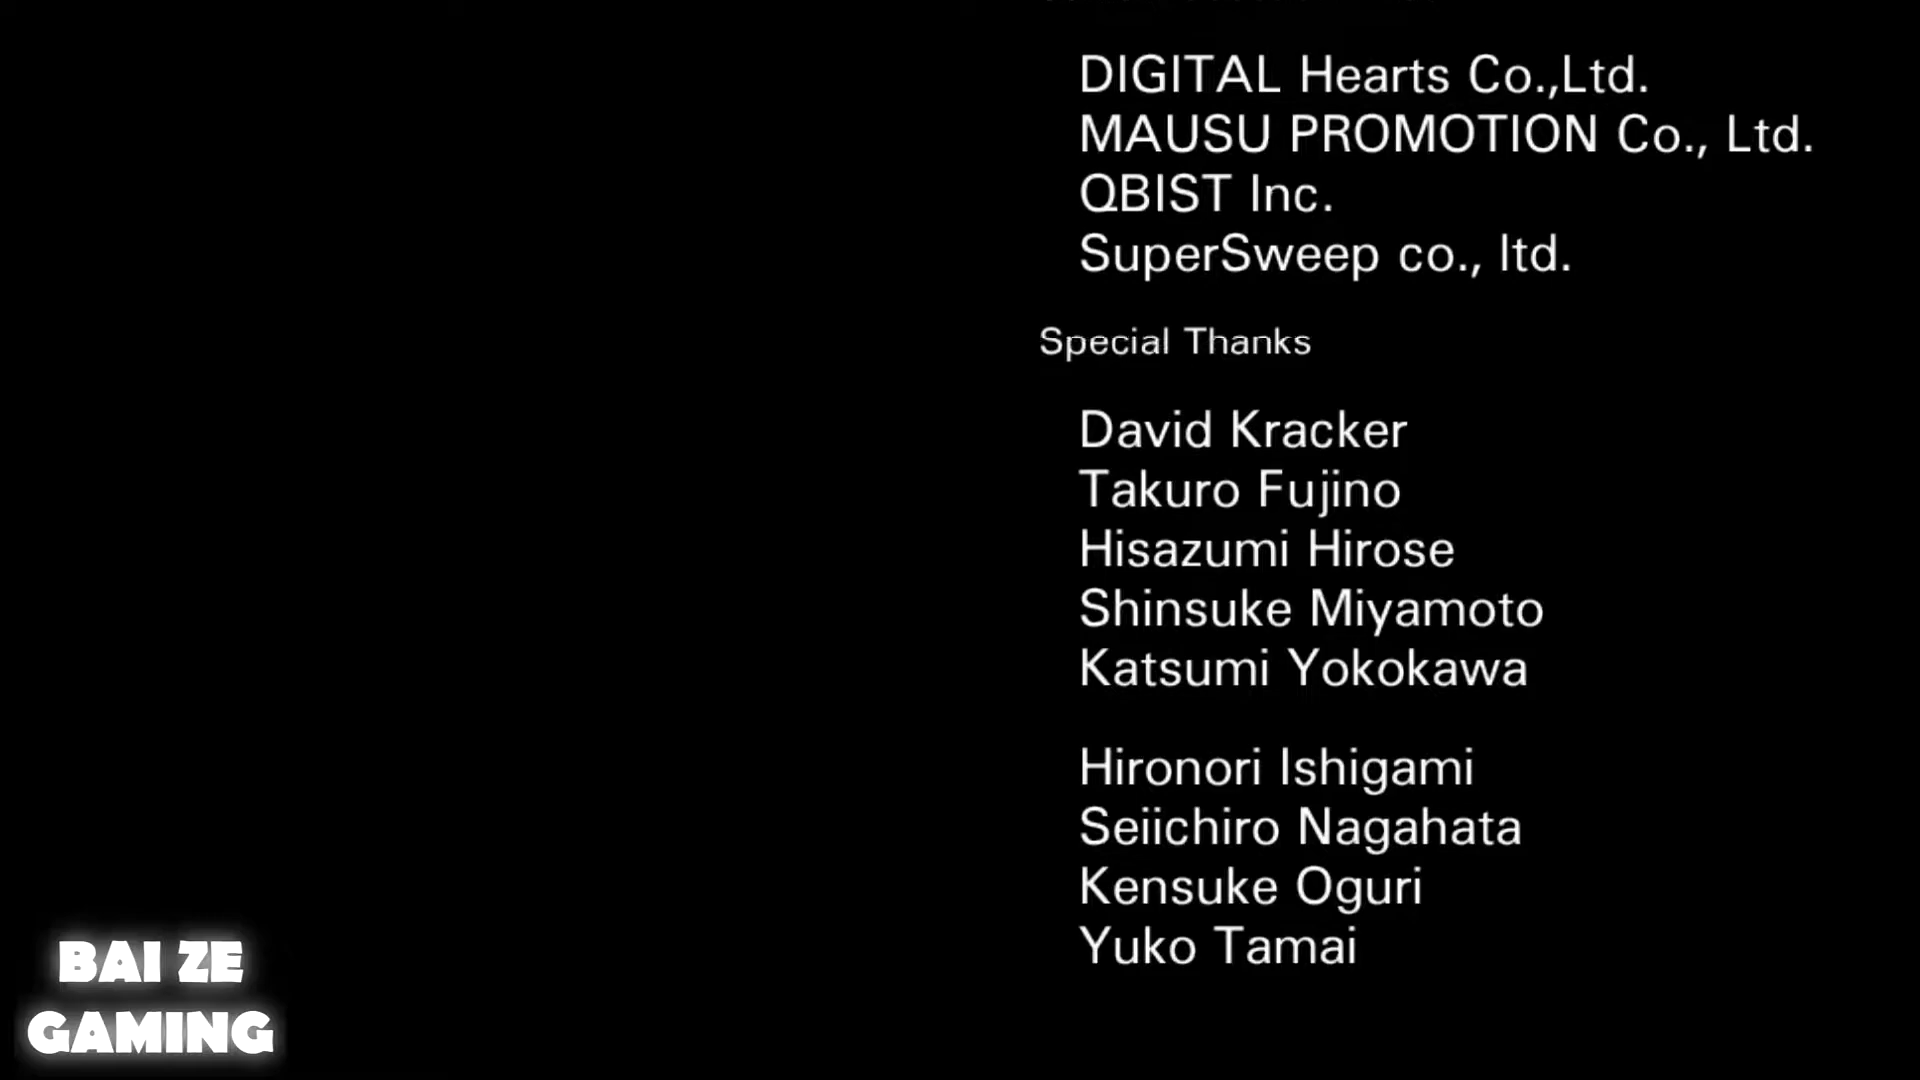 DIGITAL Hearts Co.,Ltd.
MAUSU PROMOTION Co., Ltd.
QBIST Inc.
SuperSweep co., ltd.
Special Thanks
David Kracker
Takuro Fujino
Hisazumi Hirose
Shinsuke Miyamoto
Katsumi Yokokawa
Hironori Ishigami
Seiichiro Nagahata
Kensuke Oguri
Yuko Tamai
BAI ZE
GAMING